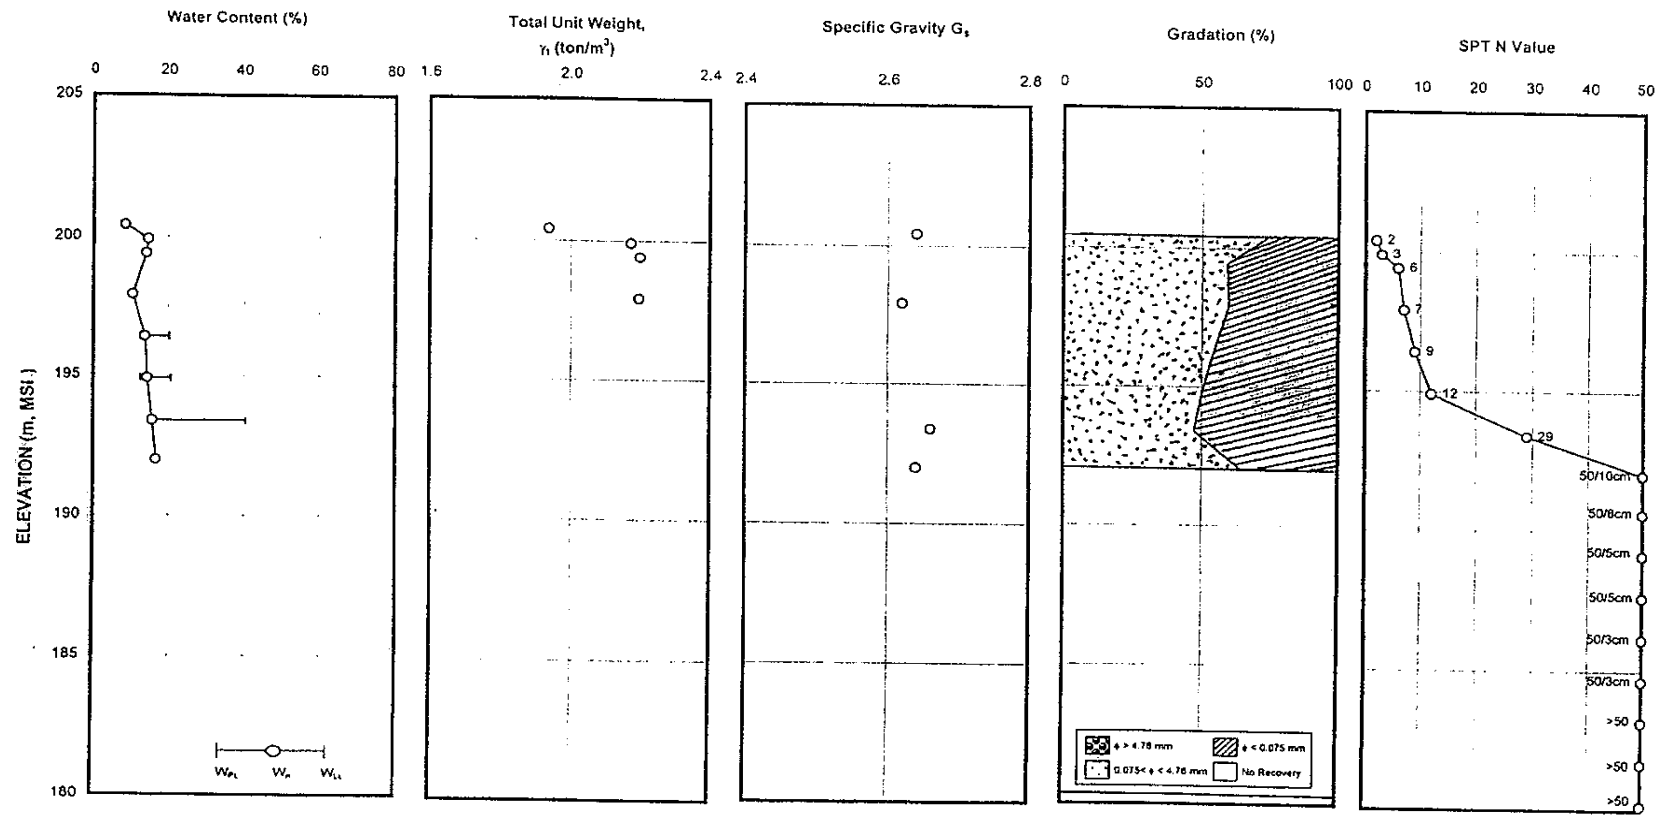 Water Content (%)
Total Unit Weight,
γt (ton/m³)
Specific Gravity Gs
Gradation (%)
SPT N Value
0 20 40 60 80
1.6 2.0 2.4
2.4 2.6 2.8
0 50 100
0 10 20 30 40 50
ELEVATION (m, MSL)
205
200
195
190
185
180
2
3
6
7
9
12
29
50/10cm
50/6cm
50/5cm
50/5cm
50/3cm
50/3cm
>50
>50
>50
WPL Wn WLL
ϕ > 4.76 mm
ϕ < 0.075 mm
0.075< ϕ < 4.76 mm
No Recovery